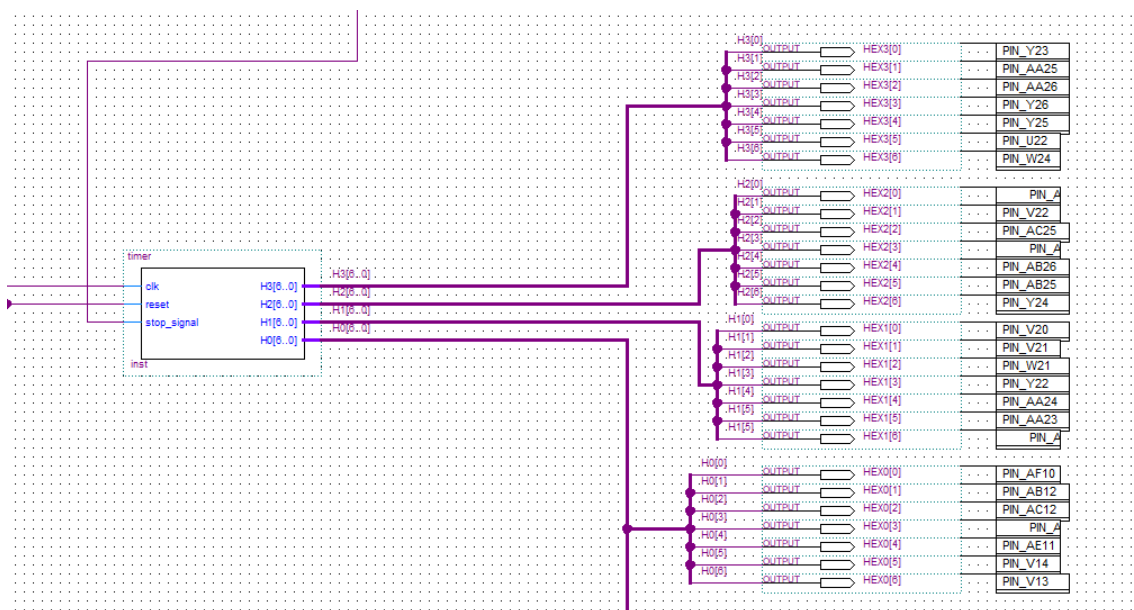 timer
clk
reset
stop_signal
H3[6..0]
H2[6..0]
H1[6..0]
H0[6..0]
inst
H3[6..0]
H2[6..0]
H1[6..0]
H0[6..0]
H3[0] OUTPUT HEX3[0] PIN_Y23
H3[1] OUTPUT HEX3[1] PIN_AA25
H3[2] OUTPUT HEX3[2] PIN_AA26
H3[3] OUTPUT HEX3[3] PIN_Y26
H3[4] OUTPUT HEX3[4] PIN_Y25
H3[5] OUTPUT HEX3[5] PIN_U22
H3[6] OUTPUT HEX3[6] PIN_W24
H2[0] OUTPUT HEX2[0] PIN_A
H2[1] OUTPUT HEX2[1] PIN_V22
H2[2] OUTPUT HEX2[2] PIN_AC25
H2[3] OUTPUT HEX2[3] PIN_A
H2[4] OUTPUT HEX2[4] PIN_AB26
H2[5] OUTPUT HEX2[5] PIN_AB25
H2[6] OUTPUT HEX2[6] PIN_Y24
H1[0] OUTPUT HEX1[0] PIN_V20
H1[1] OUTPUT HEX1[1] PIN_V21
H1[2] OUTPUT HEX1[2] PIN_W21
H1[3] OUTPUT HEX1[3] PIN_Y22
H1[4] OUTPUT HEX1[4] PIN_AA24
H1[5] OUTPUT HEX1[5] PIN_AA23
H1[5] OUTPUT HEX1[6] PIN_A
H0[0] OUTPUT HEX0[0] PIN_AF10
H0[1] OUTPUT HEX0[1] PIN_AB12
H0[2] OUTPUT HEX0[2] PIN_AC12
H0[3] OUTPUT HEX0[3] PIN_A
H0[4] OUTPUT HEX0[4] PIN_AE11
H0[5] OUTPUT HEX0[5] PIN_V14
H0[6] OUTPUT HEX0[6] PIN_V13